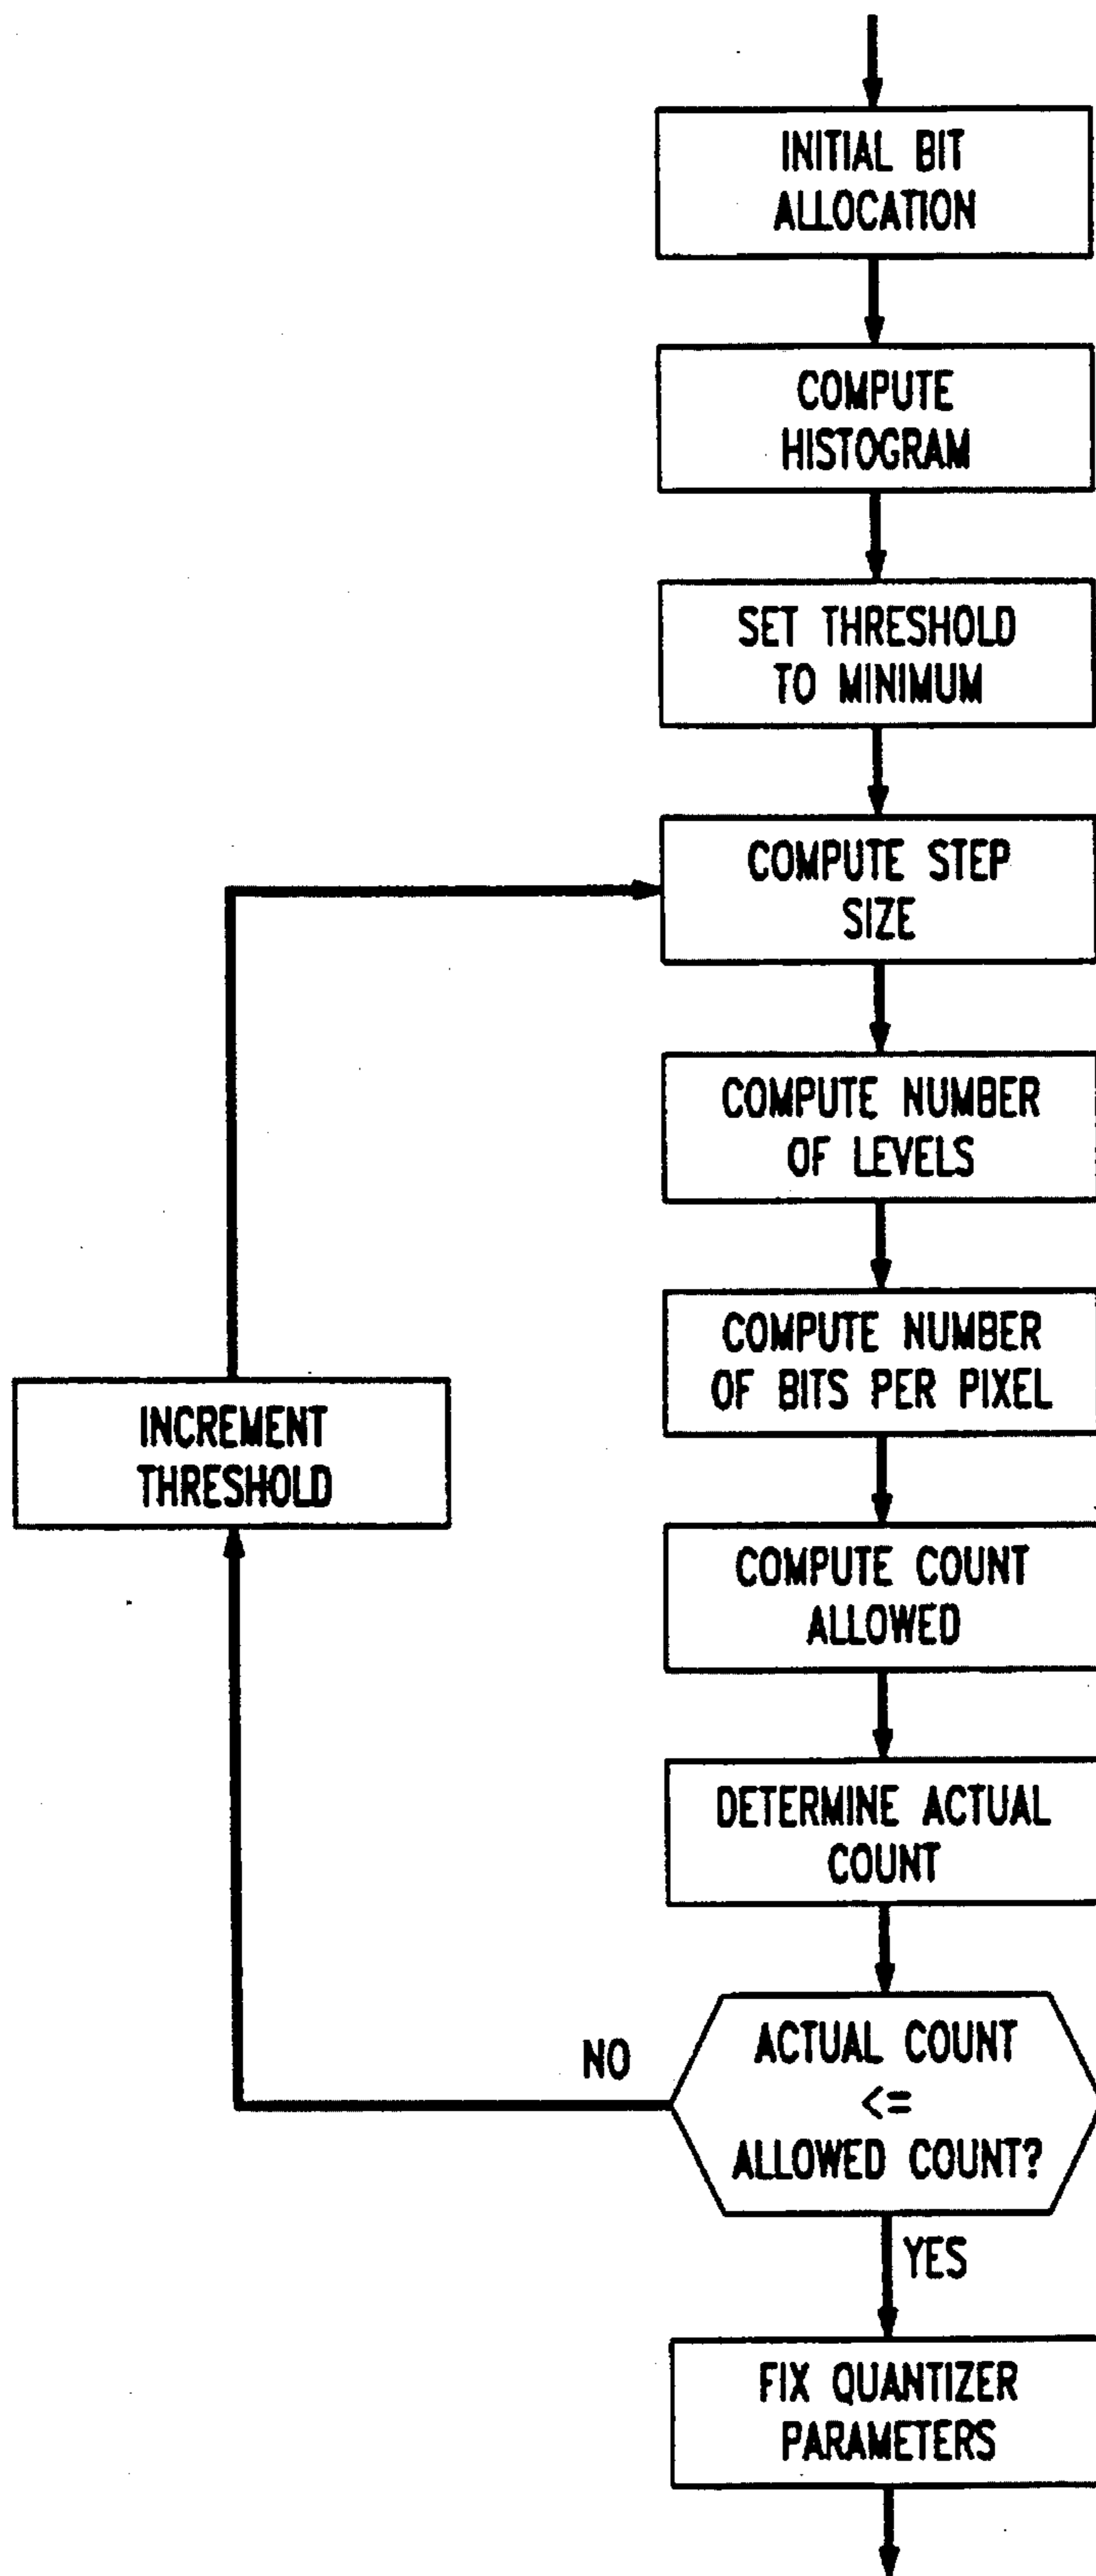 INITIAL BIT
ALLOCATION
COMPUTE
HISTOGRAM
SET THRESHOLD
TO MINIMUM
COMPUTE STEP
SIZE
COMPUTE NUMBER
OF LEVELS
COMPUTE NUMBER
OF BITS PER PIXEL
INCREMENT
THRESHOLD
COMPUTE COUNT
ALLOWED
DETERMINE ACTUAL
COUNT
NO
ACTUAL COUNT
<=
ALLOWED COUNT?
YES
FIX QUANTIZER
PARAMETERS